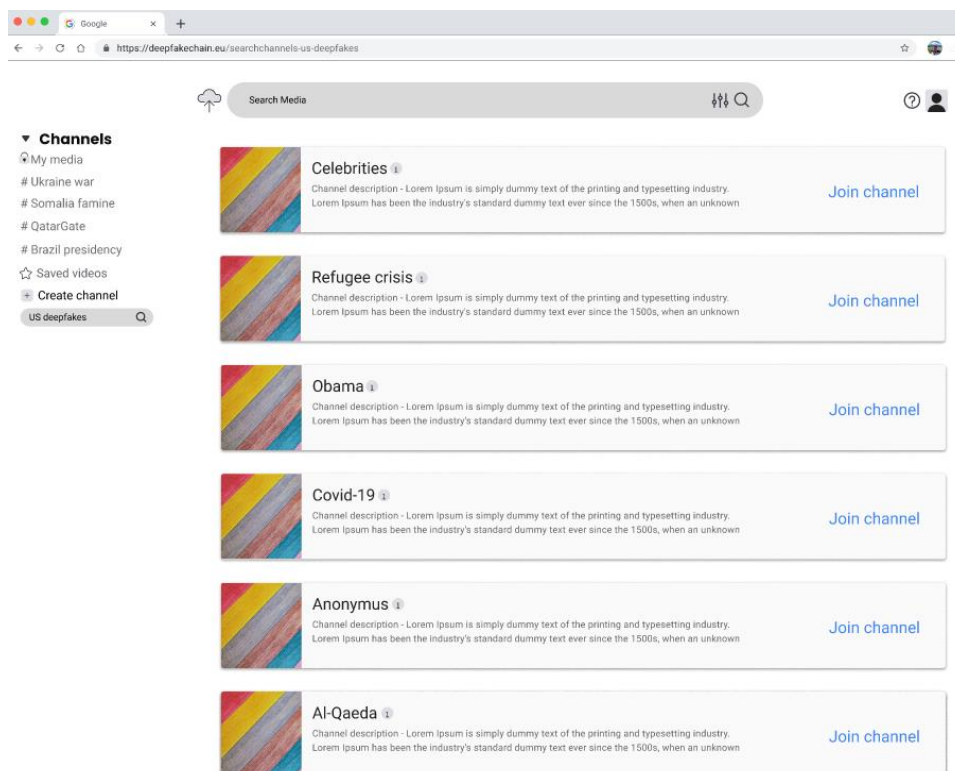 Google
https://deepfakechain.eu/searchchannels-us-deepfakes
Search Media
Channels
My media
# Ukraine war
# Somalia famine
# QatarGate
# Brazil presidency
Saved videos
+ Create channel
US deepfakes
Celebrities 1
Channel description - Lorem Ipsum is simply dummy text of the printing and typesetting industry.
Lorem Ipsum has been the industry's standard dummy text ever since the 1500s, when an unknown
Join channel
Refugee crisis 1
Channel description - Lorem Ipsum is simply dummy text of the printing and typesetting industry.
Lorem Ipsum has been the industry's standard dummy text ever since the 1500s, when an unknown
Join channel
Obama 1
Channel description - Lorem Ipsum is simply dummy text of the printing and typesetting industry.
Lorem Ipsum has been the industry's standard dummy text ever since the 1500s, when an unknown
Join channel
Covid-19 1
Channel description - Lorem Ipsum is simply dummy text of the printing and typesetting industry.
Lorem Ipsum has been the industry's standard dummy text ever since the 1500s, when an unknown
Join channel
Anonymus 1
Channel description - Lorem Ipsum is simply dummy text of the printing and typesetting industry.
Lorem Ipsum has been the industry's standard dummy text ever since the 1500s, when an unknown
Join channel
Al-Qaeda 1
Channel description - Lorem Ipsum is simply dummy text of the printing and typesetting industry.
Lorem Ipsum has been the industry's standard dummy text ever since the 1500s, when an unknown
Join channel